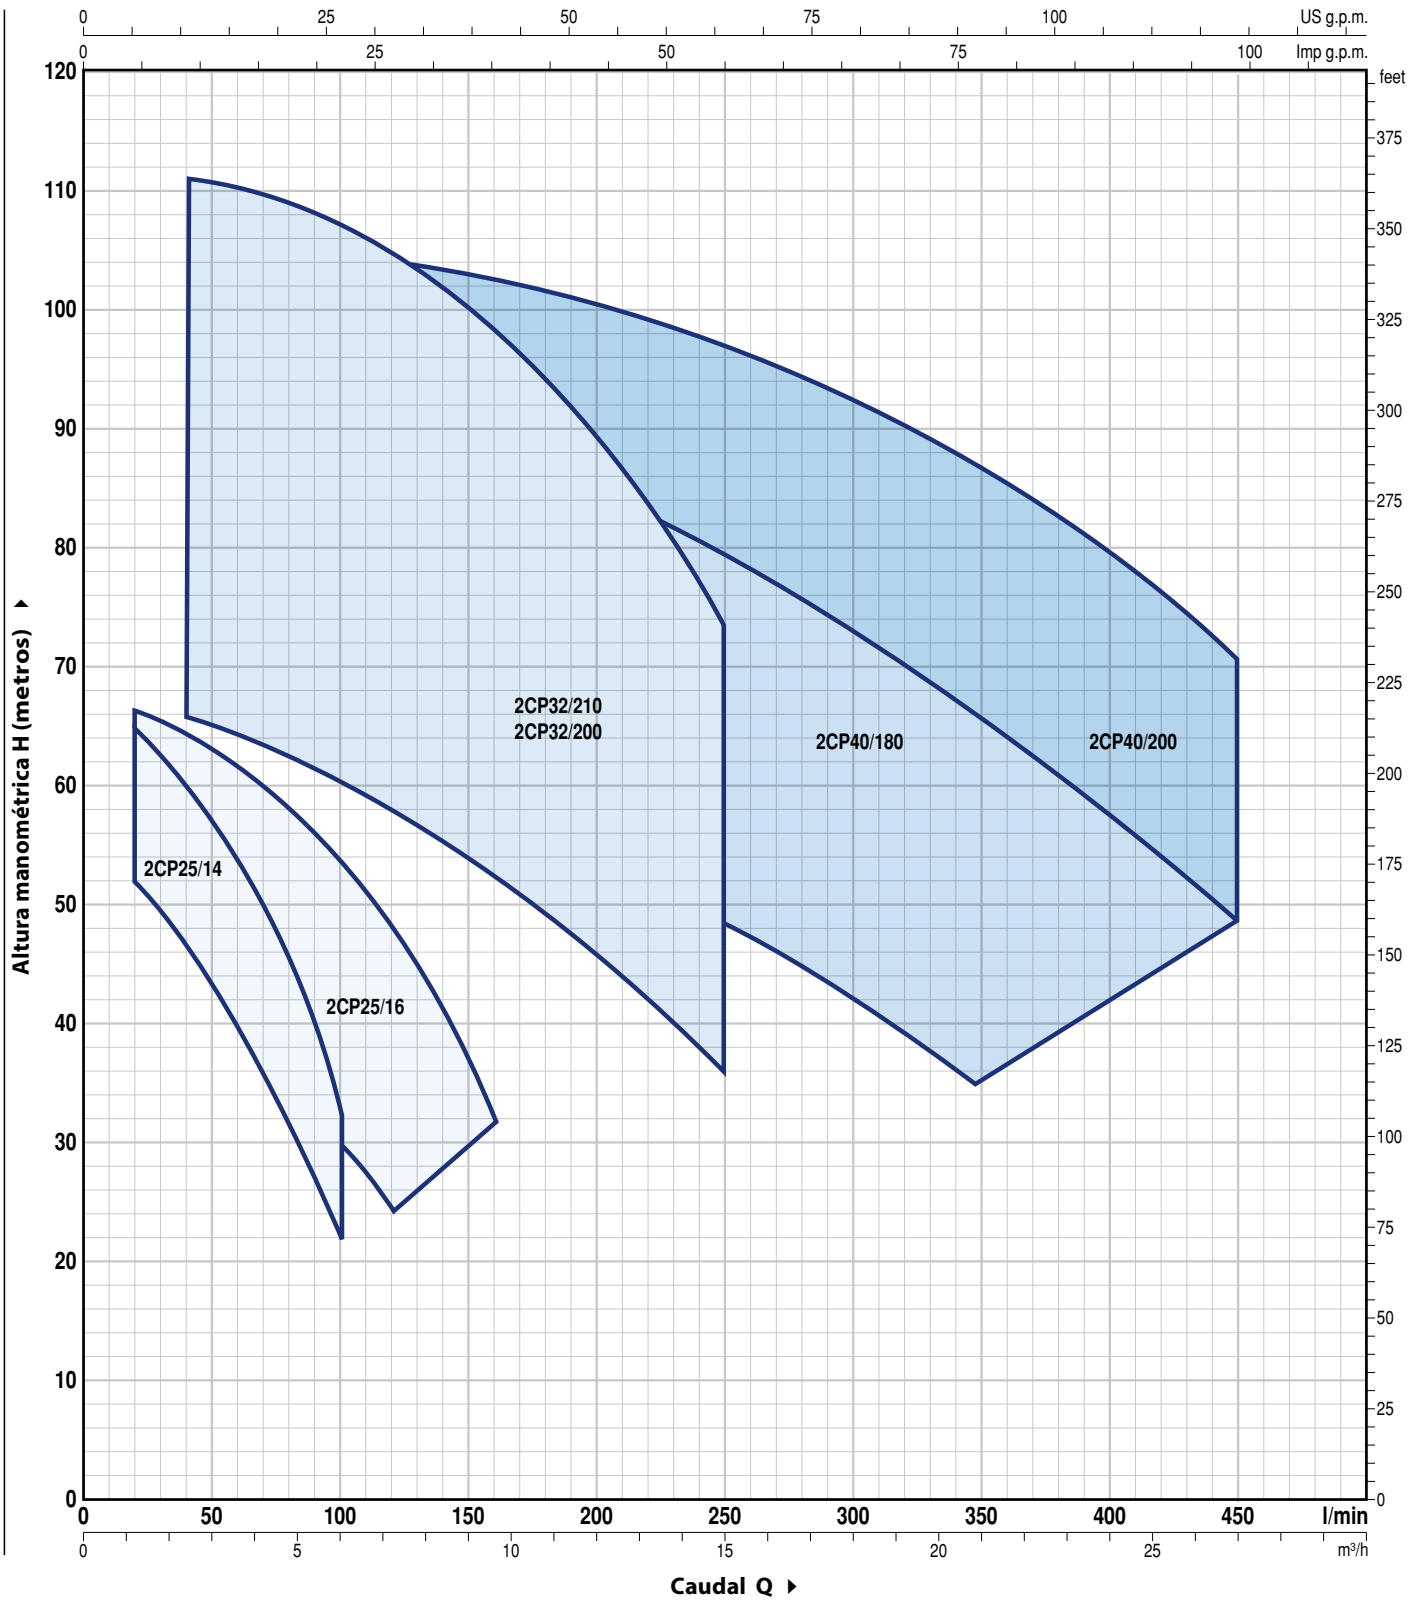 0 25 50 75 100 US g.p.m.
0 25 50 75 100 Imp g.p.m.
120 feet
375
110
350
100 325
90 300
275
80
250
70
225
60 200
175
50
150
40
125
30 100
75
20
50
10
25
0 0
Altura manométrica H (metros)
2CP32/210
2CP32/200
2CP40/180
2CP40/200
2CP25/14
2CP25/16
0 50 100 150 200 250 300 350 400 450 l/min
0 5 10 15 20 25 m³/h
Caudal Q